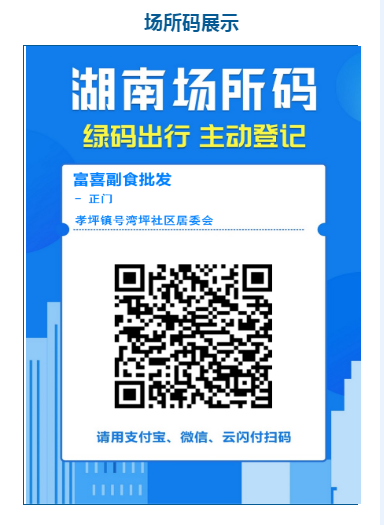 场所码展示
湖南场所码
绿码出行 主动登记
富喜副食批发
- 正门
孝坪镇号湾坪社区居委会
请用支付宝、微信、云闪付扫码